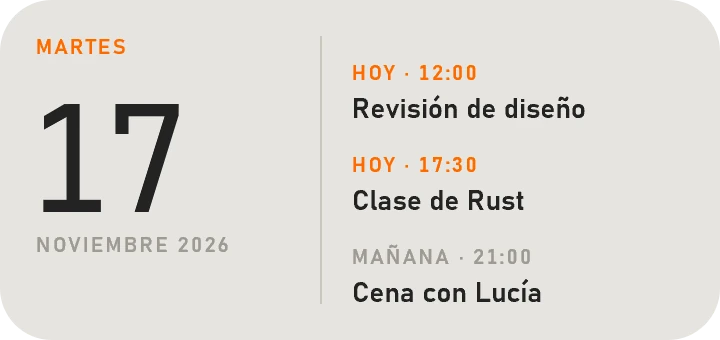 MARTES
17
NOVIEMBRE 2026
HOY · 12:00
Revisión de diseño
HOY · 17:30
Clase de Rust
MAÑANA · 21:00
Cena con Lucía